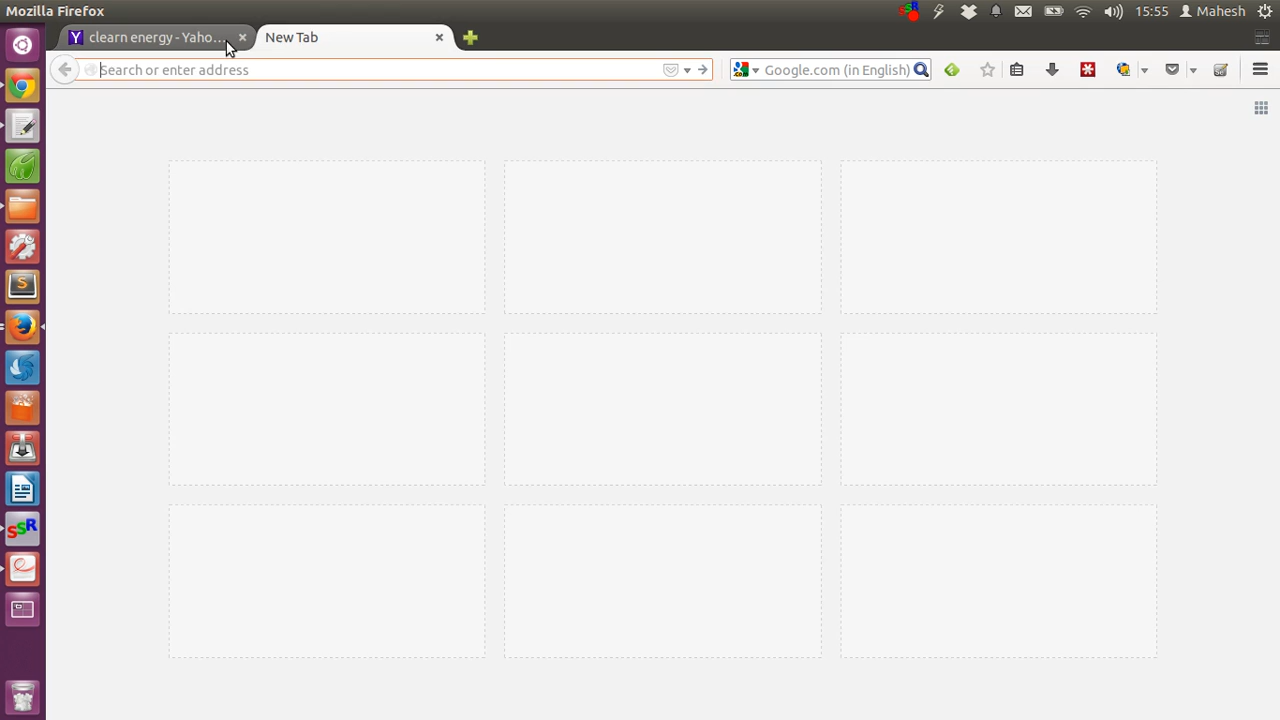 Mozilla Firefox
15:55
Mahesh
clearn energy - Yaho...
New Tab
Search or enter address
Google.com (in English)